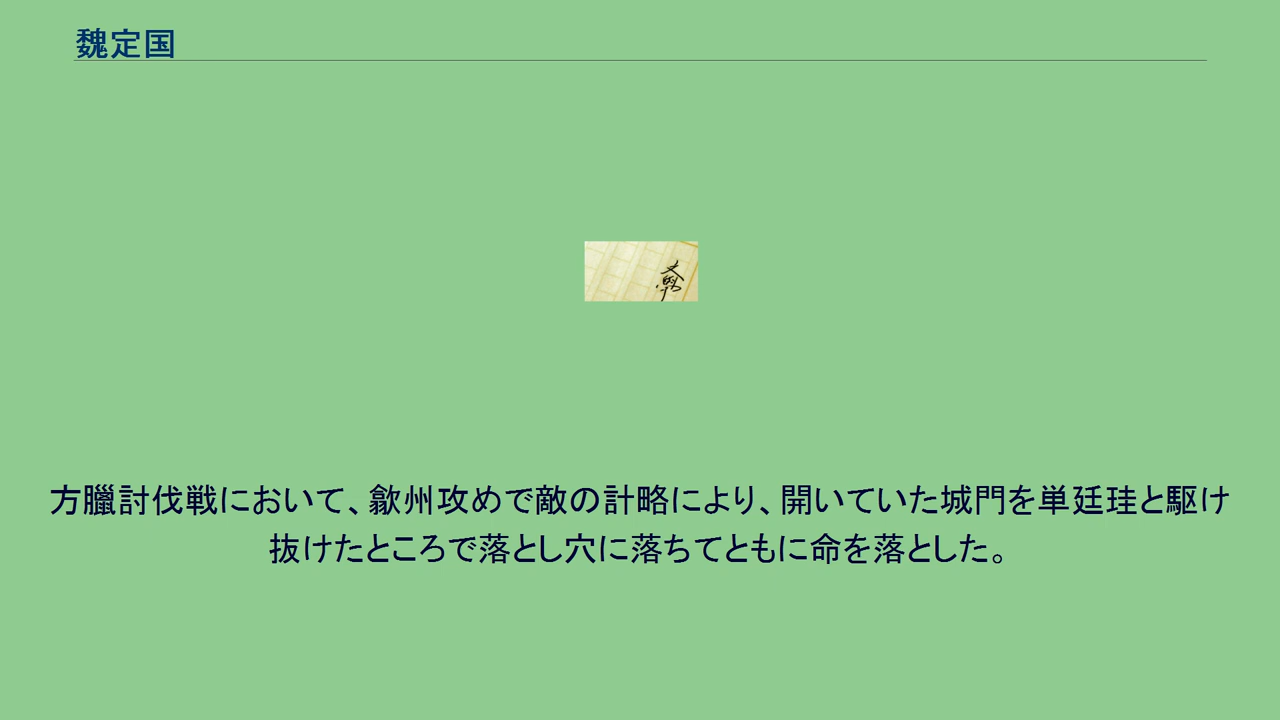 魏定国
方臘討伐戦において、歙州攻めで敵の計略により、開いていた城門を単廷珪と駆け
抜けたところで落とし穴に落ちてともに命を落とした。